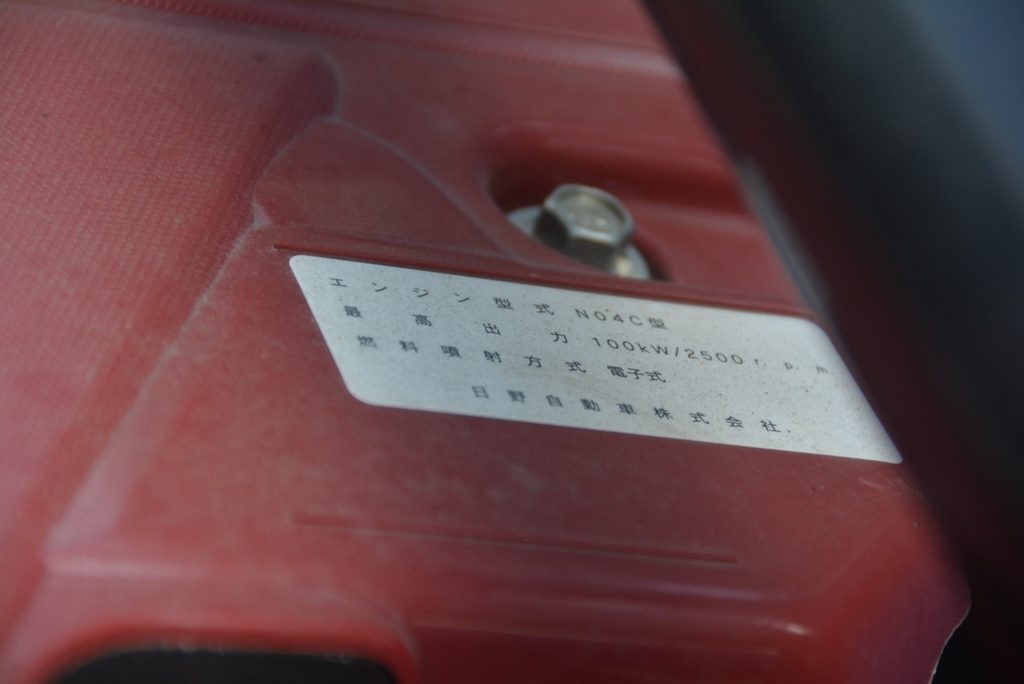 エンジン型式 N04C型
最高出力 100kW/2500 r.p.m.
燃料噴射方式 電子式
日野自動車株式会社.